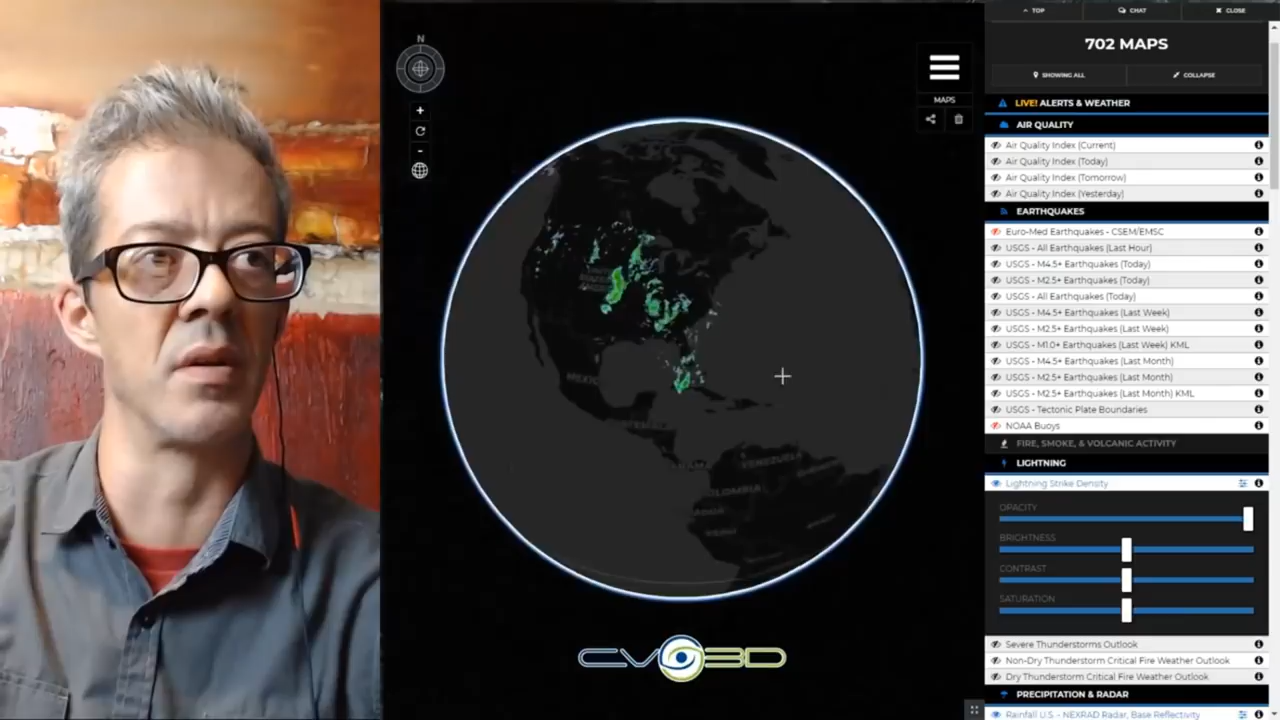 N
MAPS
MEXICO
VENEZUELA
COLOMBIA
PERU
CV3D
TOP
CHAT
CLOSE
702 MAPS
SHOWING ALL
COLLAPSE
LIVE! ALERTS & WEATHER
AIR QUALITY
Air Quality Index (Current)
Air Quality Index (Today)
Air Quality Index (Tomorrow)
Air Quality Index (Yesterday)
EARTHQUAKES
Euro-Med Earthquakes - CSEM/EMSC
USGS - All Earthquakes (Last Hour)
USGS - M4.5+ Earthquakes (Today)
USGS - M2.5+ Earthquakes (Today)
USGS - All Earthquakes (Today)
USGS - M4.5+ Earthquakes (Last Week)
USGS - M2.5+ Earthquakes (Last Week)
USGS - M1.0+ Earthquakes (Last Week) KML
USGS - M4.5+ Earthquakes (Last Month)
USGS - M2.5+ Earthquakes (Last Month)
USGS - M2.5+ Earthquakes (Last Month) KML
USGS - Tectonic Plate Boundaries
NOAA Buoys
FIRE, SMOKE, & VOLCANIC ACTIVITY
LIGHTNING
Lightning Strike Density
OPACITY
BRIGHTNESS
CONTRAST
SATURATION
Severe Thunderstorms Outlook
Non-Dry Thunderstorm Critical Fire Weather Outlook
Dry Thunderstorm Critical Fire Weather Outlook
PRECIPITATION & RADAR
Rainfall U.S. - NEXRAD Radar, Base Reflectivity